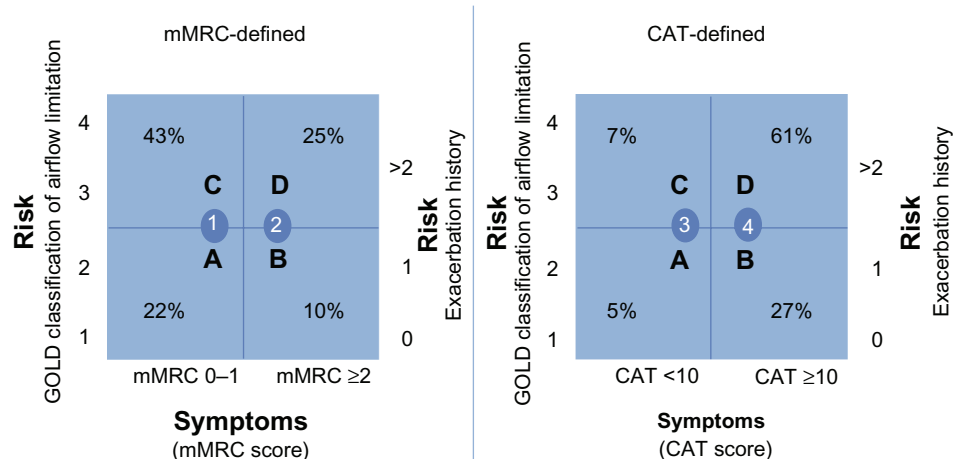 mMRC-defined
Risk
GOLD classification of airflow limitation
4
3
2
1
43%
25%
C
D
1
2
A
B
22%
10%
>2
1
0
Risk
Exacerbation history
mMRC 0–1
mMRC ≥2
Symptoms
(mMRC score)
CAT-defined
Risk
GOLD classification of airflow limitation
4
3
2
1
7%
61%
C
D
3
4
A
B
5%
27%
>2
1
0
Risk
Exacerbation history
CAT <10
CAT ≥10
Symptoms
(CAT score)